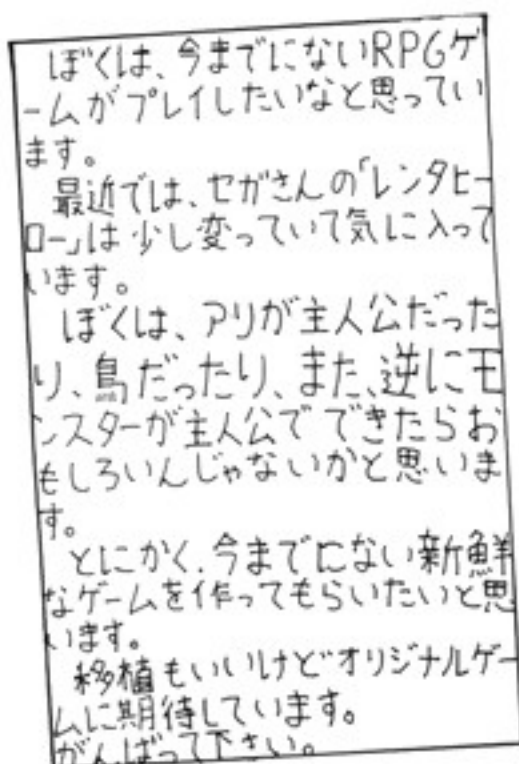 ぼくは、今までにないRPGゲ
ームがプレイしたいなと思ってい
ます。
最近では、セガさんの「レンタヒー
ロー」は少し変っていて気に入って
います。
ぼくは、アリが主人公だった
り、鳥だったり、また、逆にモ
ンスターが主人公でできたらお
もしろいんじゃないかと思いま
す。
とにかく、今までにない新鮮
なゲームを作ってもらいたいと思
います。
移植もいいけどオリジナルゲー
ムに期待しています。
がんばって下さい。